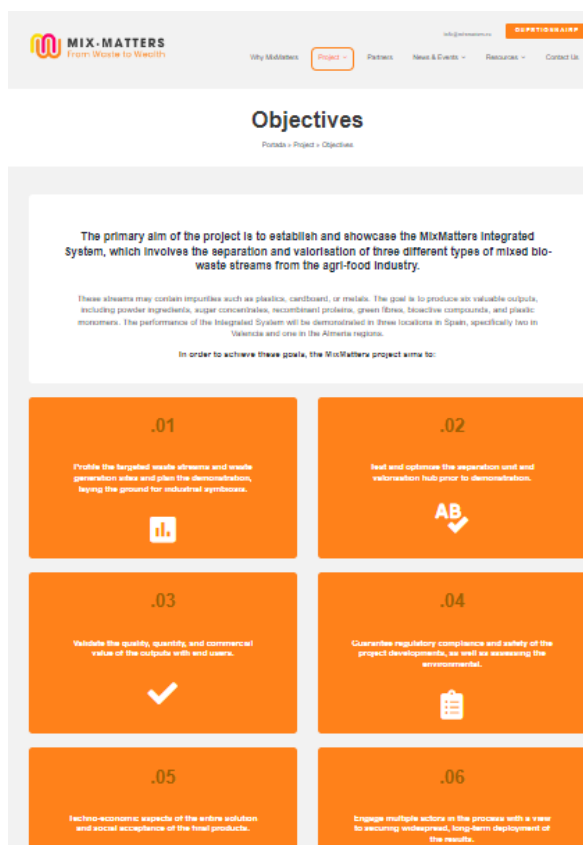 MIX-MATTERS
From Waste to Wealth
QUESTIONNAIRE
Why MixMatters
Project
Partners
News & Events
Resources
Contact Us
Objectives
Portada » Project » Objectives
The primary aim of the project is to establish and showcase the MixMatters Integrated
System, which involves the separation and valorisation of three different types of mixed bio-
waste streams from the agri-food industry.
These streams may contain impurities such as plastics, cardboard, or metals. The goal is to produce six valuable outputs,
including powder ingredients, sugar concentrates, recombinant proteins, green fibres, bioactive compounds, and plastic
monomers. The performance of the Integrated System will be demonstrated in three locations in Spain, specifically two in
Valencia and one in the Almeria regions.
In order to achieve these goals, the MixMatters project aims to:
.01
Profile the targeted waste streams and waste
generation sites and plan the demonstration,
laying the ground for industrial symbiosis.
.02
Test and optimize the separation unit and
valorisation hub prior to demonstration.
AB
.03
Validate the quality, quantity, and commercial
value of the outputs with end users.
.04
Guarantee regulatory compliance and safety of the
project developments, as well as assessing the
environmental.
.05
Techno-economic aspects of the entire solution
and social acceptance of the final products.
.06
Engage multiple actors in the process with a view
to securing widespread, long-term deployment of
the results.